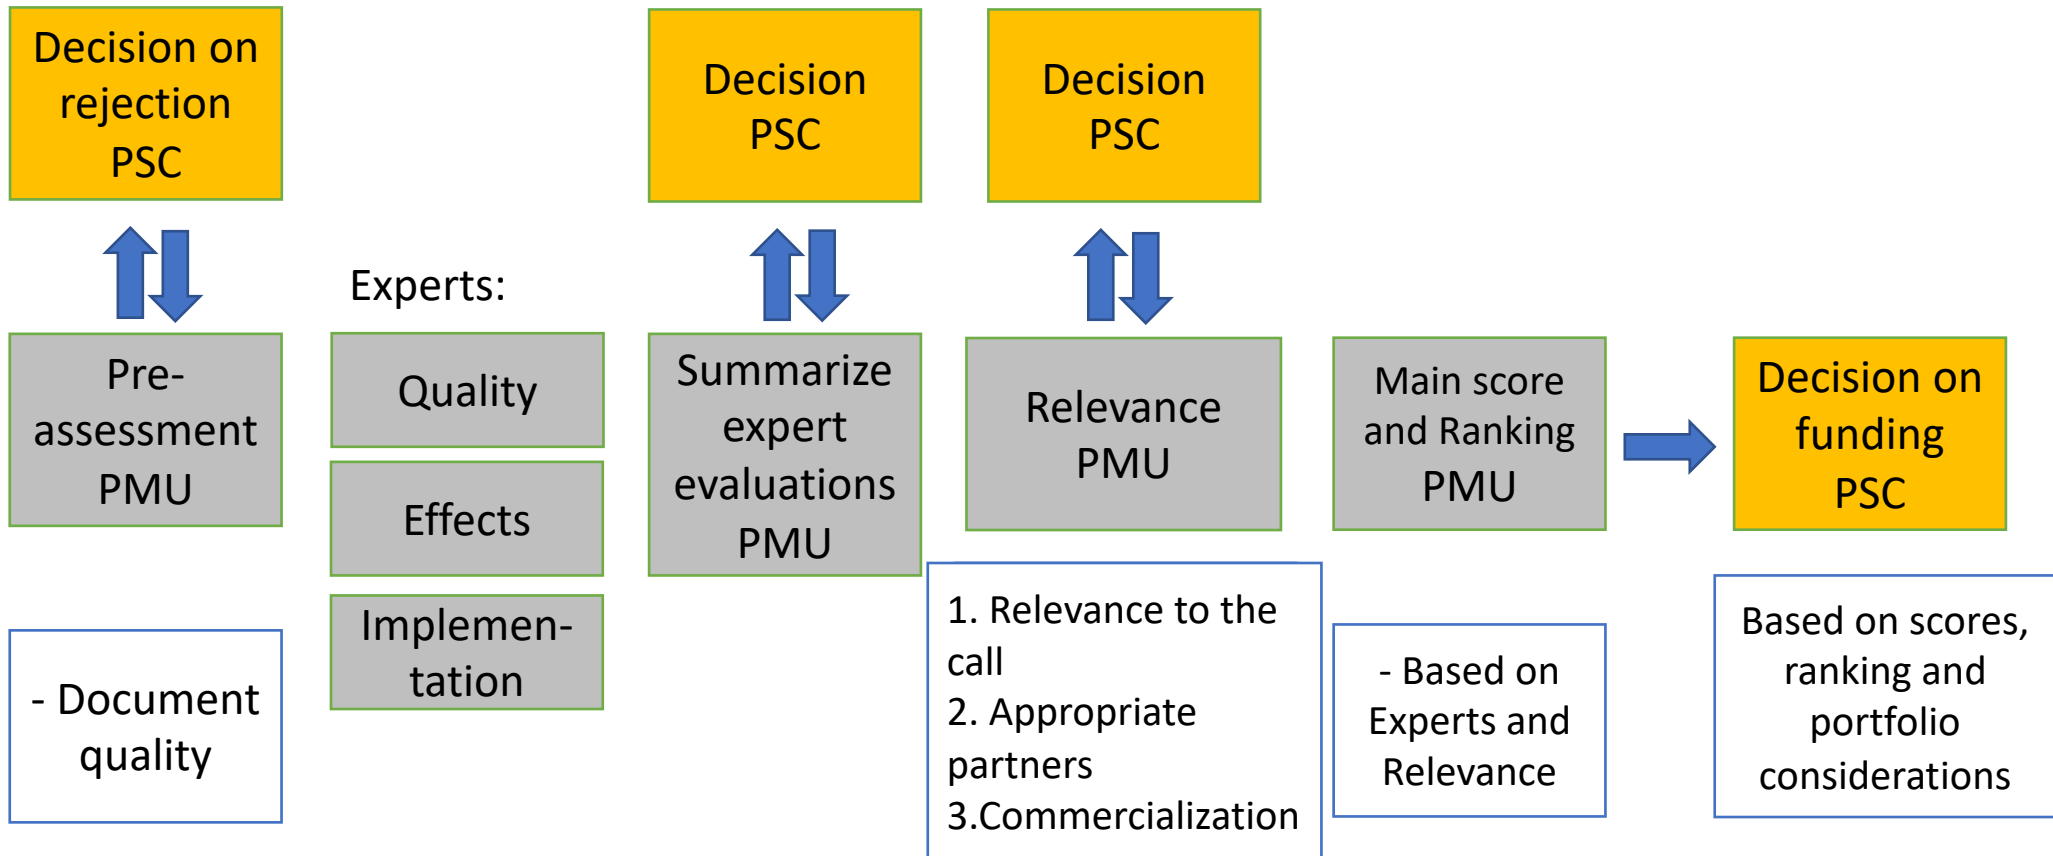 Decision on
rejection
PSC
Decision
PSC
Decision
PSC
Experts:
Pre-
assessment
PMU
Quality
Effects
Implemen-
tation
Summarize
expert
evaluations
PMU
Relevance
PMU
Main score
and Ranking
PMU
Decision on
funding
PSC
- Document
quality
1. Relevance to the
call
2. Appropriate
partners
3.Commercialization
- Based on
Experts and
Relevance
Based on scores,
ranking and
portfolio
considerations